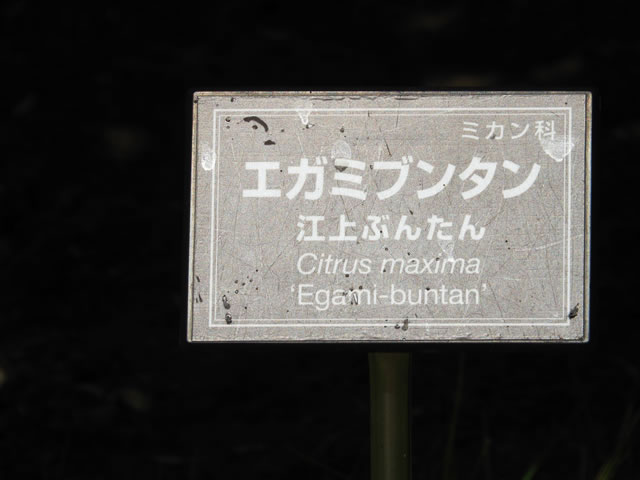 ミカン科
エガミブンタン
江上ぶんたん
Citrus maxima
‘Egami-buntan’